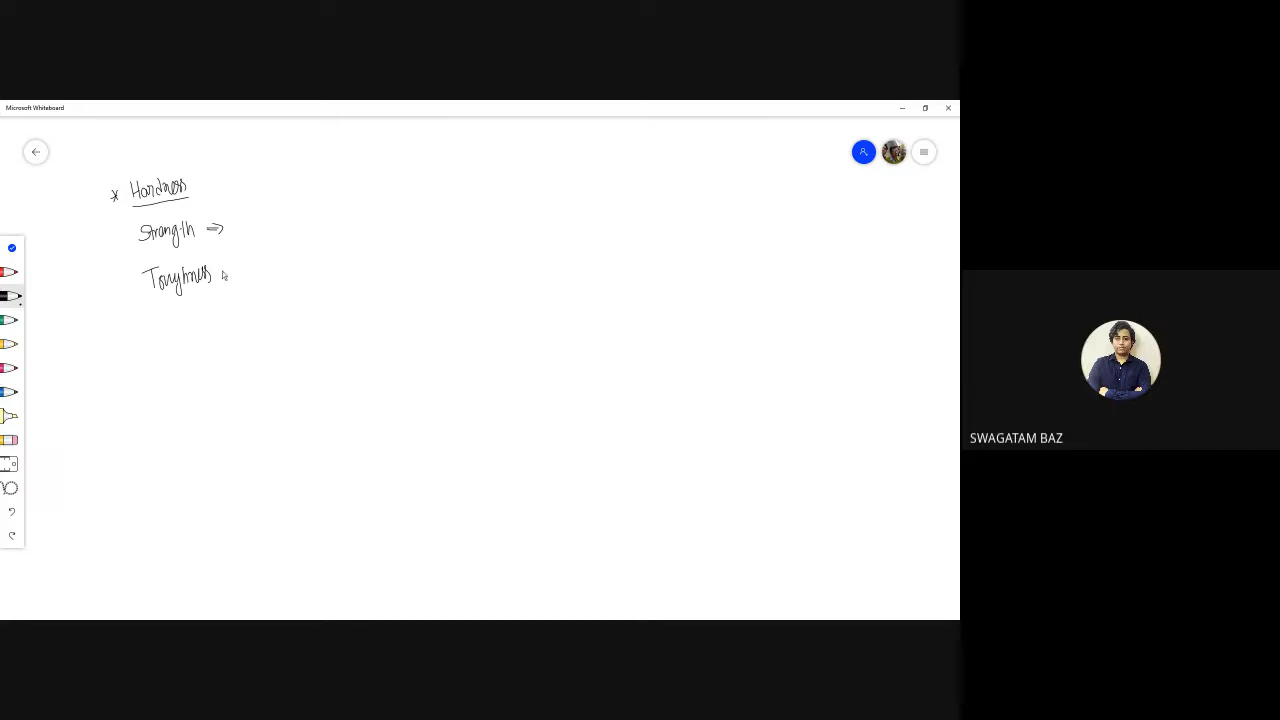 Microsoft Whiteboard
* Hardness
Strength ⇒
Toughness
SWAGATAM BAZ